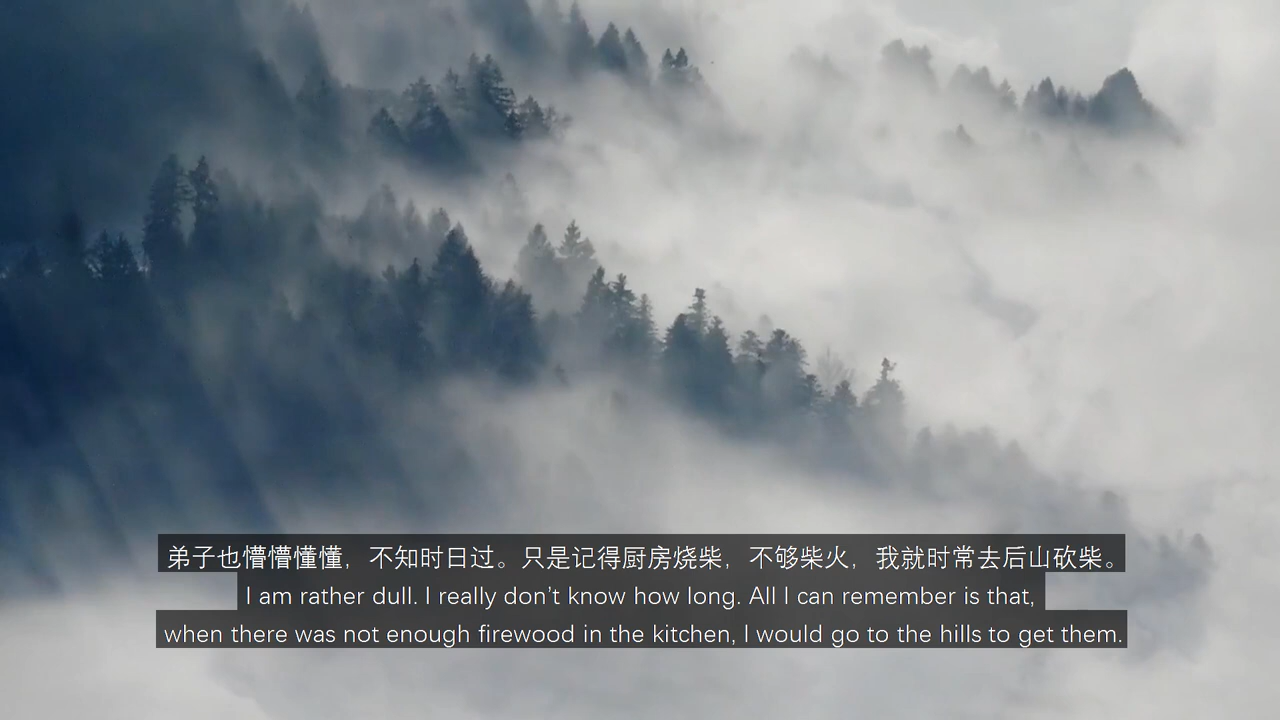 弟子也懵懵懂懂，不知时日过。只是记得厨房烧柴，不够柴火，我就时常去后山砍柴。
I am rather dull. I really don't know how long. All I can remember is that,
when there was not enough firewood in the kitchen, I would go to the hills to get them.